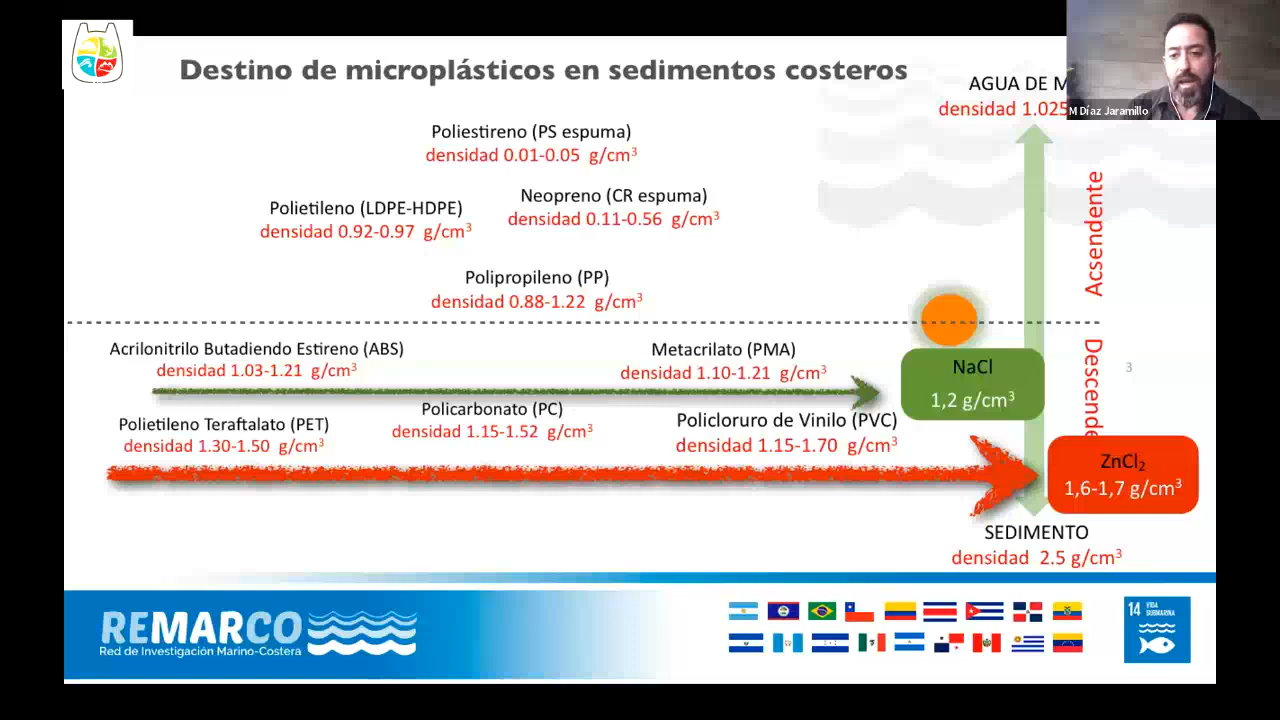 Destino de microplásticos en sedimentos costeros
AGUA DE M
densidad 1.025
M Díaz Jaramillo
Poliestireno (PS espuma)
densidad 0.01-0.05 g/cm³
Neopreno (CR espuma)
densidad 0.11-0.56 g/cm³
Polietileno (LDPE-HDPE)
densidad 0.92-0.97 g/cm³
Polipropileno (PP)
densidad 0.88-1.22 g/cm³
Acsendente
Acrilonitrilo Butadiendo Estireno (ABS)
densidad 1.03-1.21 g/cm³
Metacrilato (PMA)
densidad 1.10-1.21 g/cm³
NaCl
1,2 g/cm³
Descende
3
Polietileno Teraftalato (PET)
densidad 1.30-1.50 g/cm³
Policarbonato (PC)
densidad 1.15-1.52 g/cm³
Policloruro de Vinilo (PVC)
densidad 1.15-1.70 g/cm³
ZnCl₂
1,6-1,7 g/cm³
SEDIMENTO
densidad 2.5 g/cm³
REMARCO
Red de Investigación Marino-Costera
14 VIDA
SUBMARINA